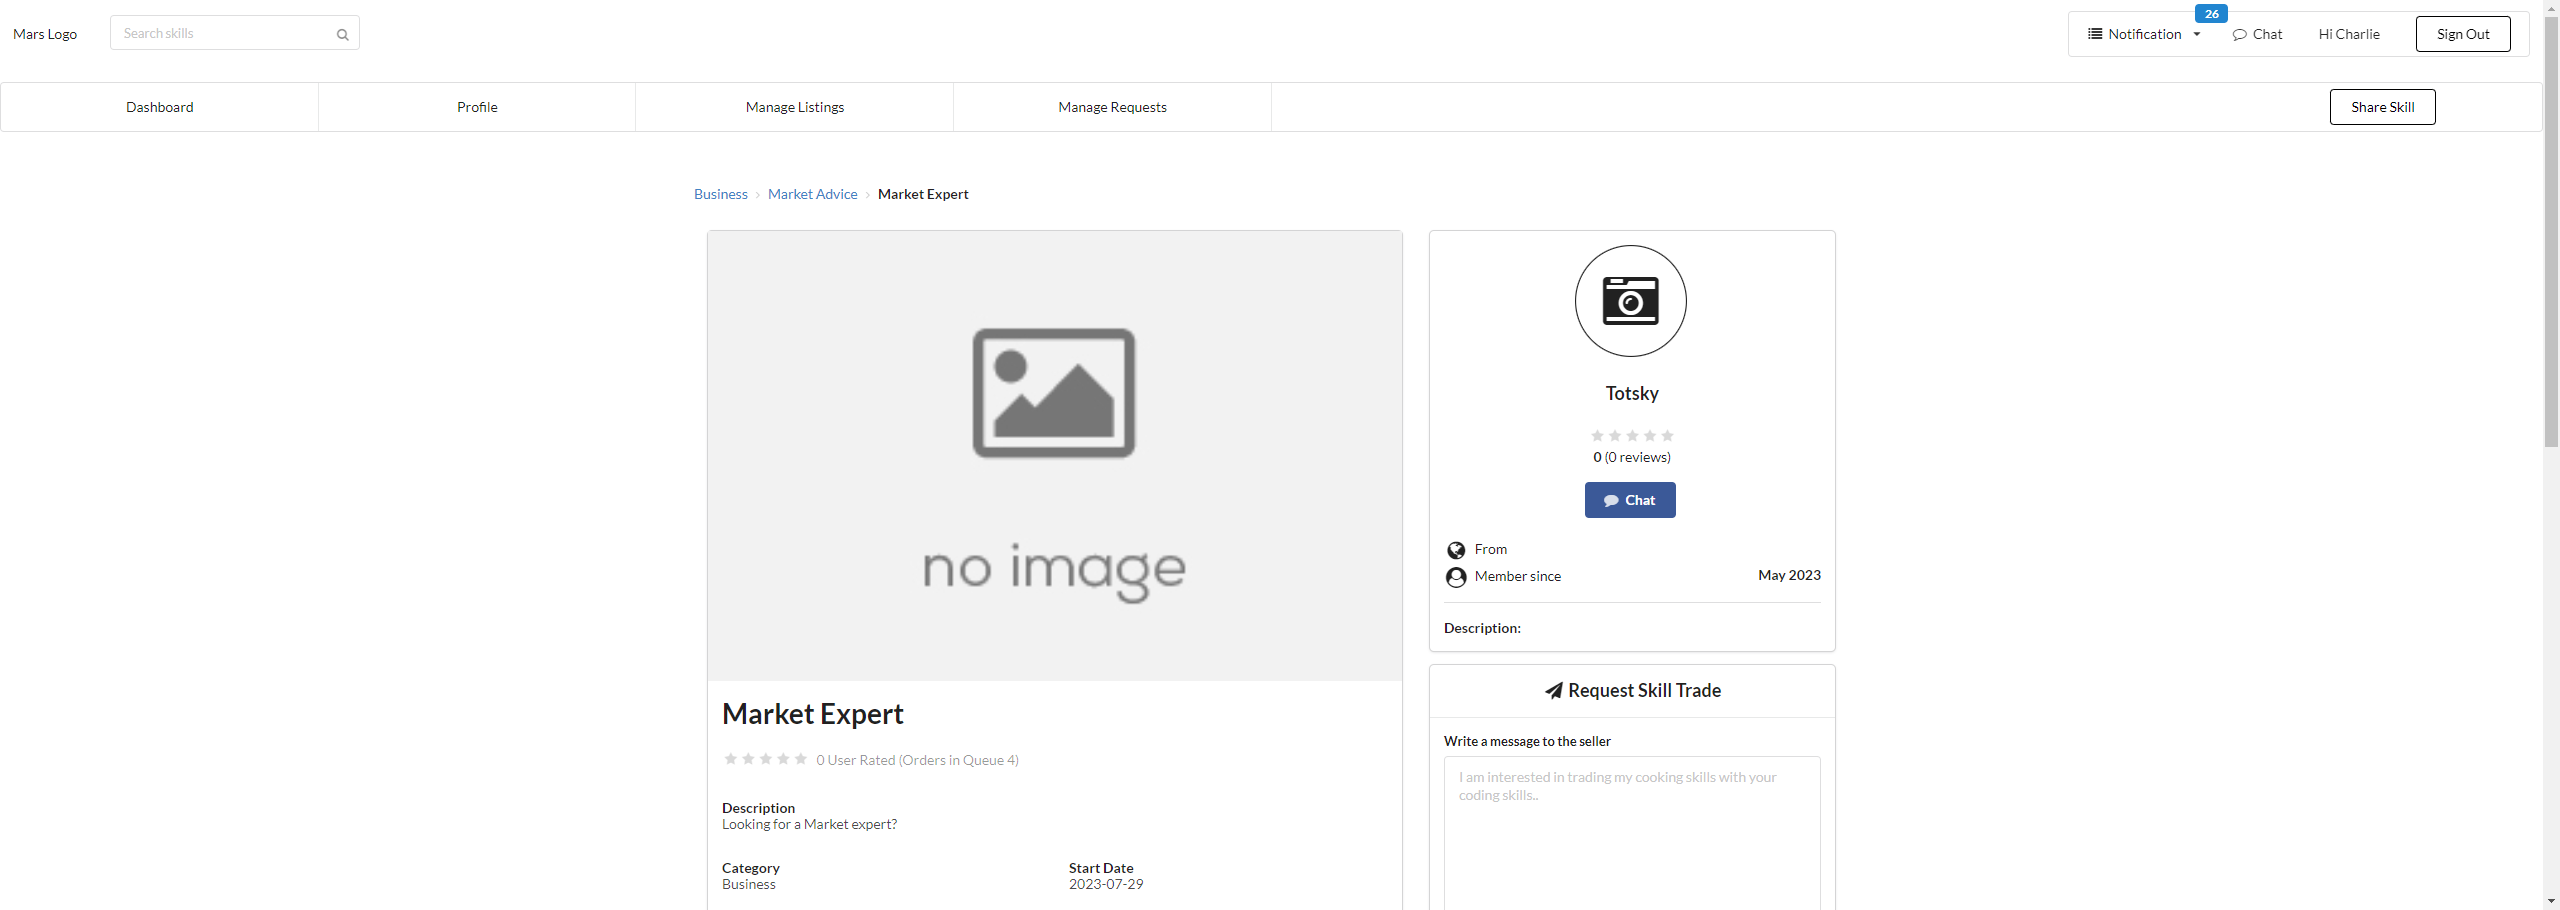 Mars Logo
Search skills
26
Notification
Chat
Hi Charlie
Sign Out
Dashboard
Profile
Manage Listings
Manage Requests
Share Skill
Business › Market Advice › Market Expert
no image
Market Expert
0 User Rated (Orders in Queue 4)
Description
Looking for a Market expert?
Category
Business
Start Date
2023-07-29
Totsky
0 (0 reviews)
Chat
From
Member since
May 2023
Description:
Request Skill Trade
Write a message to the seller
I am interested in trading my cooking skills with your
coding skills..